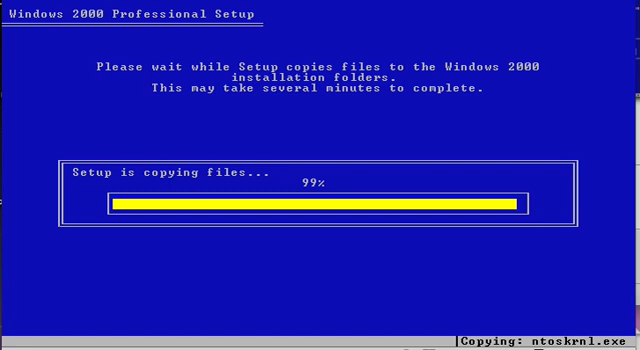 Windows 2000 Professional Setup
Please wait while Setup copies files to the Windows 2000
installation folders.
This may take several minutes to complete.
Setup is copying files...
99%
Copying: ntoskrnl.exe